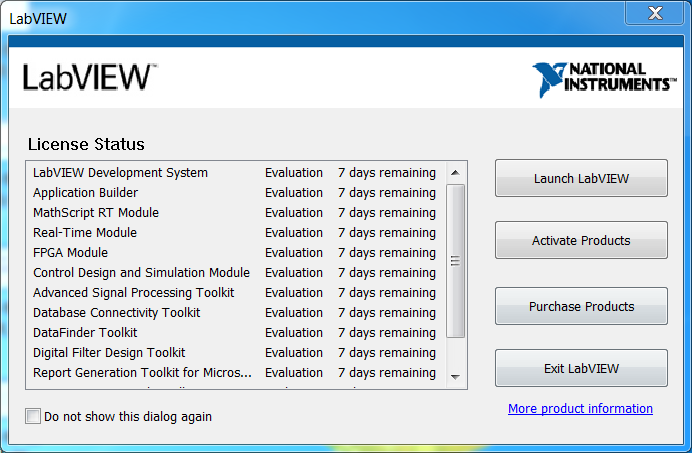 LabVIEW
LabVIEW™
NATIONAL
INSTRUMENTS™
License Status
LabVIEW Development System Evaluation 7 days remaining
Application Builder Evaluation 7 days remaining
MathScript RT Module Evaluation 7 days remaining
Real-Time Module Evaluation 7 days remaining
FPGA Module Evaluation 7 days remaining
Control Design and Simulation Module Evaluation 7 days remaining
Advanced Signal Processing Toolkit Evaluation 7 days remaining
Database Connectivity Toolkit Evaluation 7 days remaining
DataFinder Toolkit Evaluation 7 days remaining
Digital Filter Design Toolkit Evaluation 7 days remaining
Report Generation Toolkit for Micros... Evaluation 7 days remaining
Launch LabVIEW
Activate Products
Purchase Products
Exit LabVIEW
More product information
Do not show this dialog again